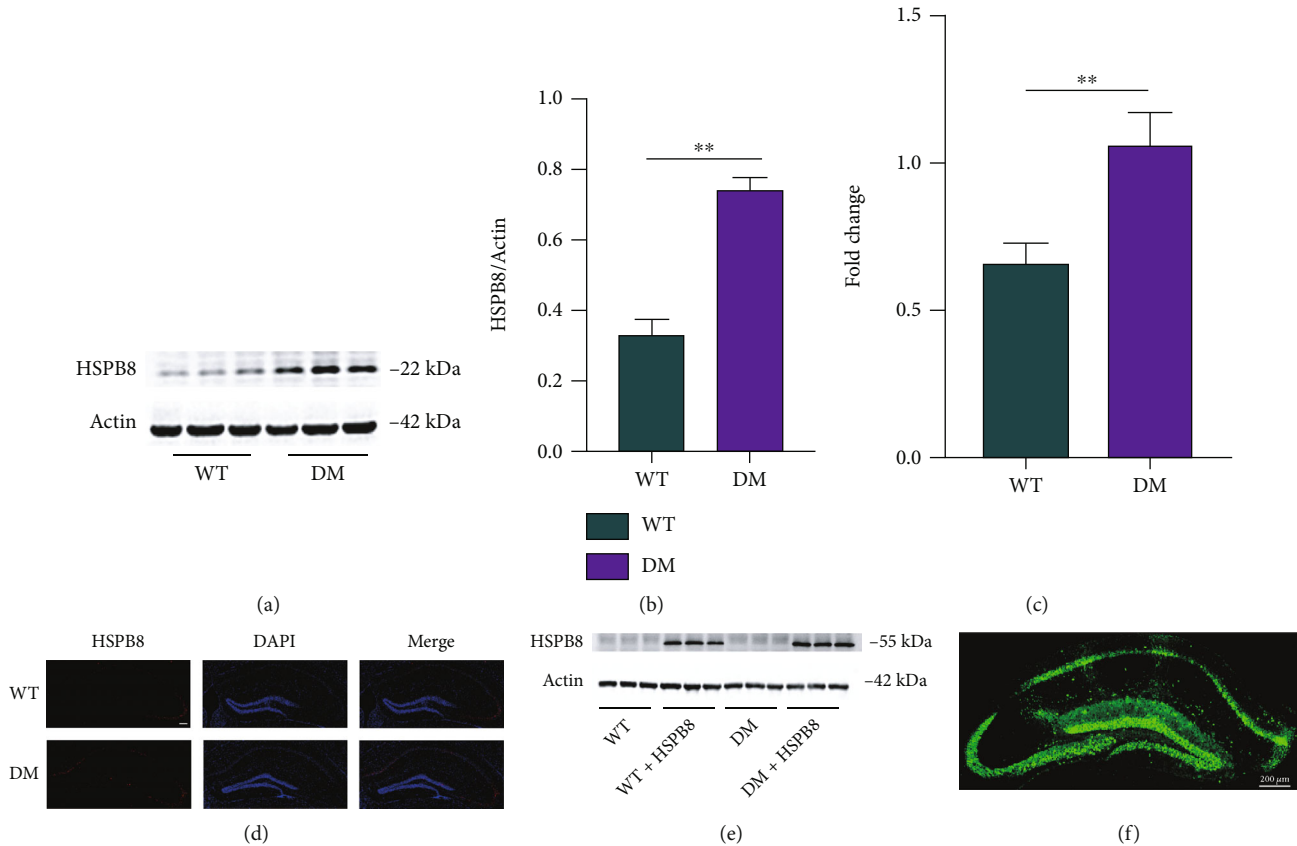 HSPB8
Actin
–22 kDa
–42 kDa
WT
DM
(a)
HSPB8/Actin
1.0
0.8
0.6
0.4
0.2
0.0
**
WT
DM
WT
DM
(b)
Fold change
1.5
1.0
0.5
0.0
**
WT
DM
(c)
HSPB8
DAPI
Merge
WT
DM
(d)
HSPB8
–55 kDa
Actin
–42 kDa
WT
WT + HSPB8
DM
DM + HSPB8
(e)
200 μm
(f)